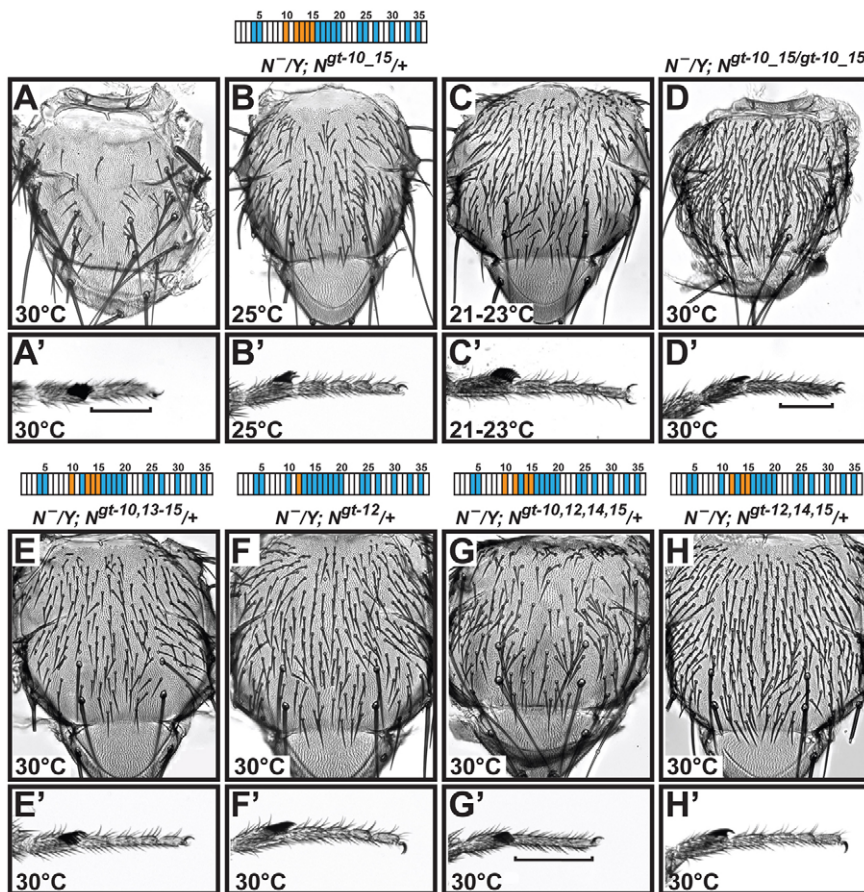 5 10 15 20 25 30 35
N⁻/Y; N^gt-10_15/+
N⁻/Y; N^gt-10_15/gt-10_15
A B C D
30°C 25°C 21-23°C 30°C
A' B' C' D'
30°C 25°C 21-23°C 30°C
5 10 15 20 25 30 35 5 10 15 20 25 30 35 5 10 15 20 25 30 35 5 10 15 20 25 30 35
N⁻/Y; N^gt-10,13-15/+ N⁻/Y; N^gt-12/+ N⁻/Y; N^gt-10,12,14,15/+ N⁻/Y; N^gt-12,14,15/+
E F G H
30°C 30°C 30°C 30°C
E' F' G' H'
30°C 30°C 30°C 30°C